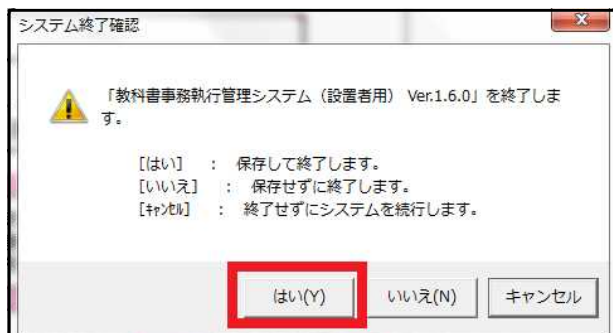 システム終了確認
「教科書事務執行管理システム（設置者用） Ver.1.6.0」を終了しま
す。
[はい] ： 保存して終了します。
[いいえ] ： 保存せずに終了します。
[ｷｬﾝｾﾙ] ： 終了せずにシステムを続行します。
はい(Y) いいえ(N) キャンセル